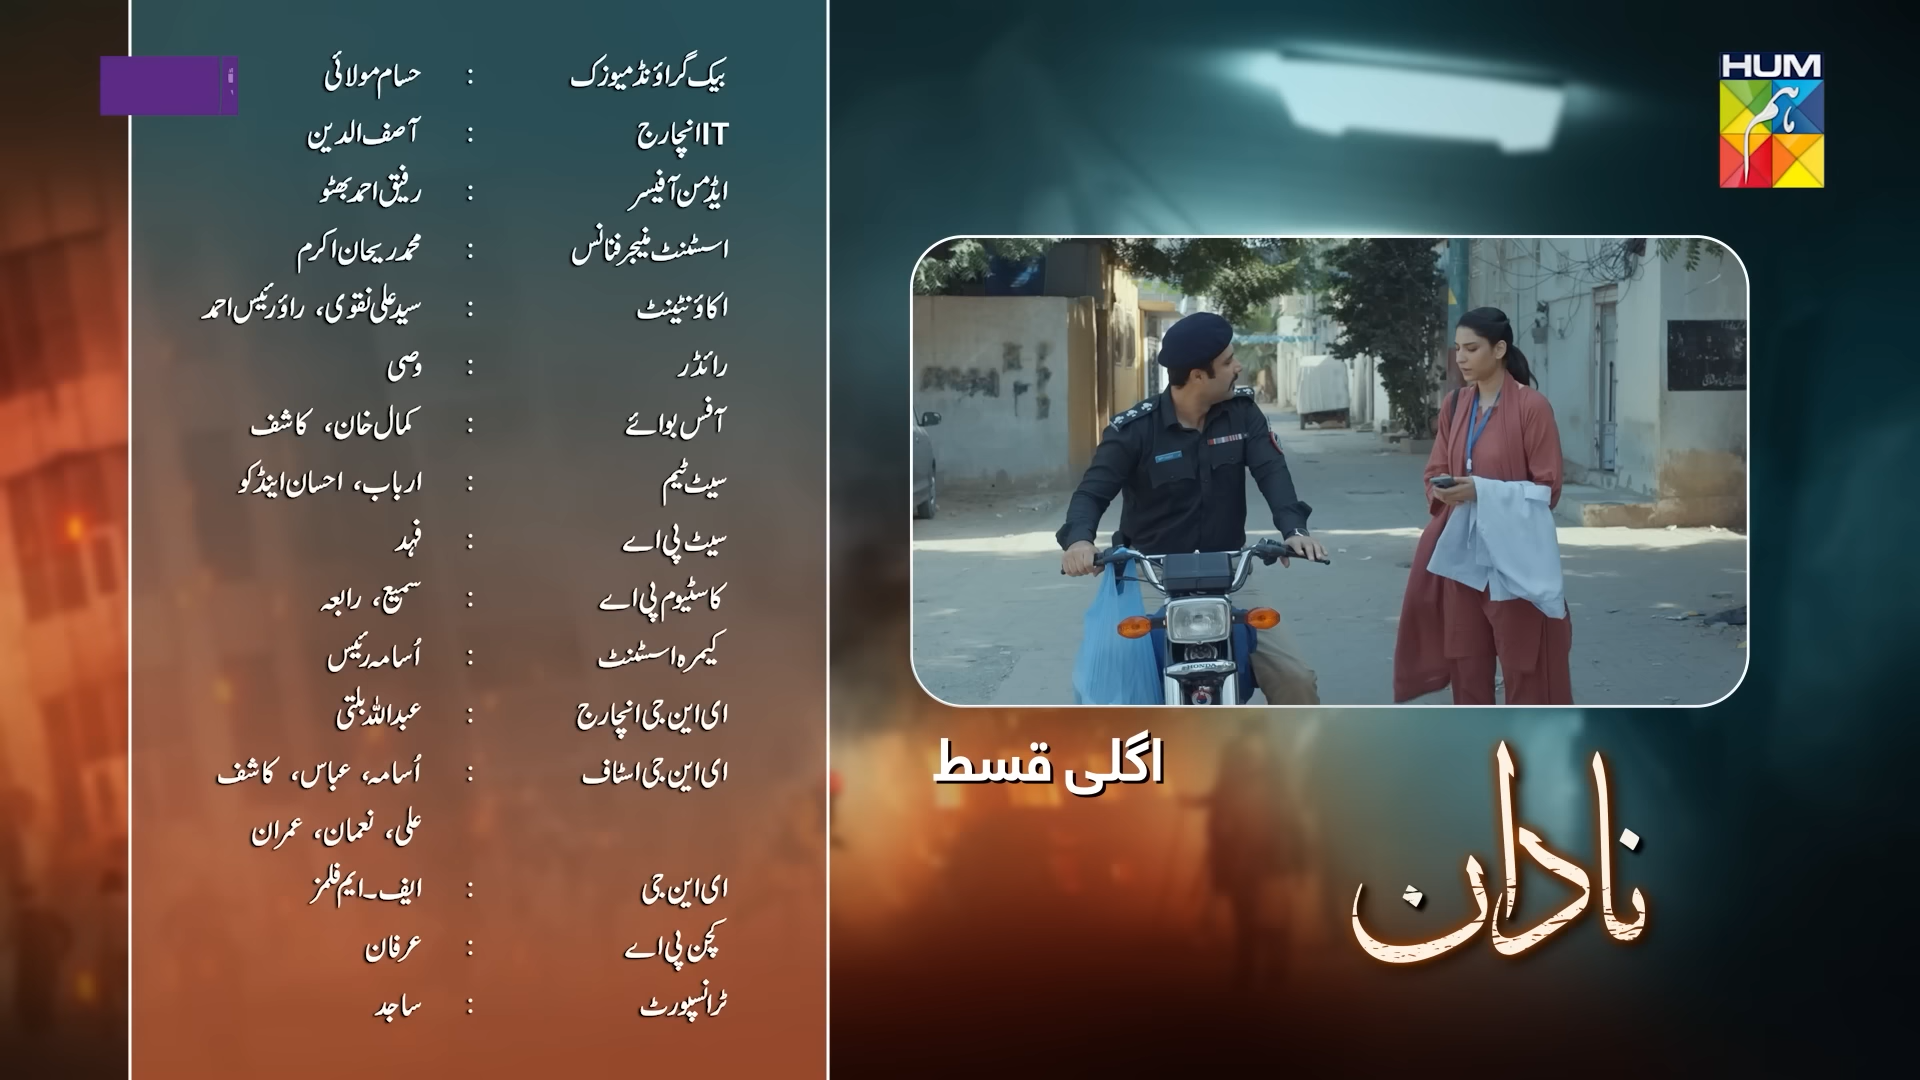 بیک گراؤنڈ میوزک : حسام مولائی
IT انچارج : آصف الدین
ایڈمن آفیسر : رفیق احمد بھٹو
اسسٹنٹ منیجر فنانس : محمد ریحان اکرم
اکاؤنٹینٹ : سید علی نقوی، راؤ رئیس احمد
رائڈر : وصی
آفس بوائے : کمال خان، کاشف
سیٹ ٹیم : ارباب، احسان اینڈ کو
سیٹ پی اے : فہد
کاسٹیوم پی اے : سمیع، رابعہ
کیمرہ اسسٹنٹ : اُسامہ رئیس
ای این جی انچارج : عبداللہ بلتی
ای این جی اسٹاف : اُسامہ، عباس، کاشف
علی، نعمان، عمران
ای این جی : ایف۔ایم فلمز
کچن پی اے : عرفان
ٹرانسپورٹ : ساجد
HUM
ہم
HONDA
اگلی قسط
نادان